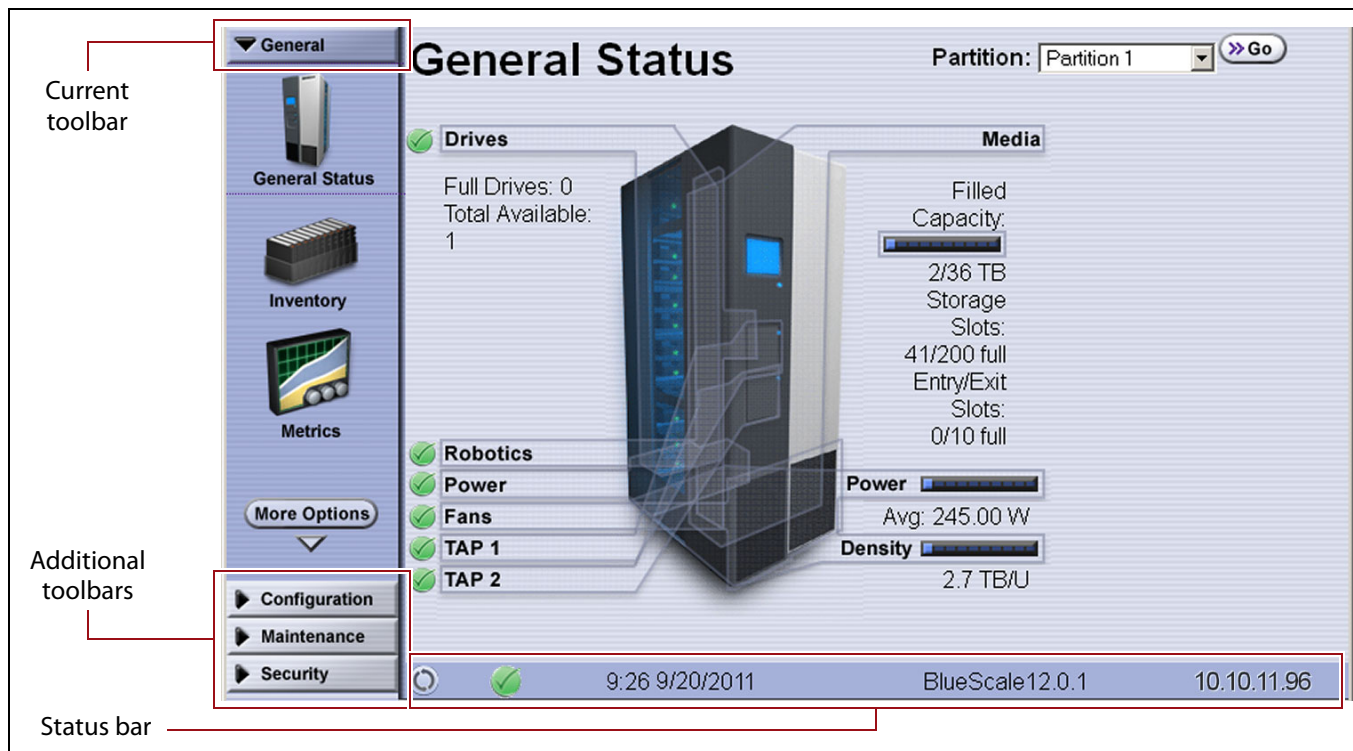 Current
toolbar
General
General Status
Inventory
Metrics
More Options
Additional
toolbars
Configuration
Maintenance
Security
General Status
Partition: Partition 1 Go
Drives
Full Drives: 0
Total Available:
1
Media
Filled
Capacity:
2/36 TB
Storage
Slots:
41/200 full
Entry/Exit
Slots:
0/10 full
Robotics
Power
Fans
TAP 1
TAP 2
Power
Avg: 245.00 W
Density
2.7 TB/U
9:26 9/20/2011 BlueScale12.0.1 10.10.11.96
Status bar